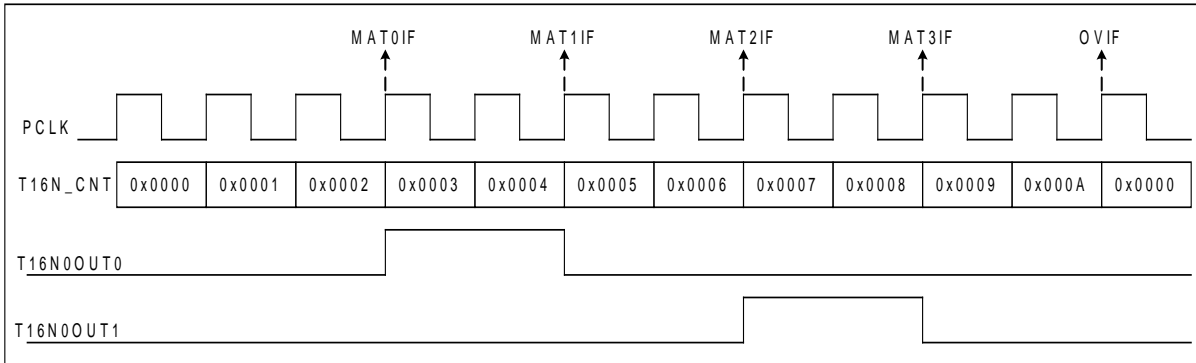 MAT0IF MAT1IF MAT2IF MAT3IF OVIF
PCLK
T16N_CNT 0x0000 0x0001 0x0002 0x0003 0x0004 0x0005 0x0006 0x0007 0x0008 0x0009 0x000A 0x0000
T16N0OUT0
T16N0OUT1